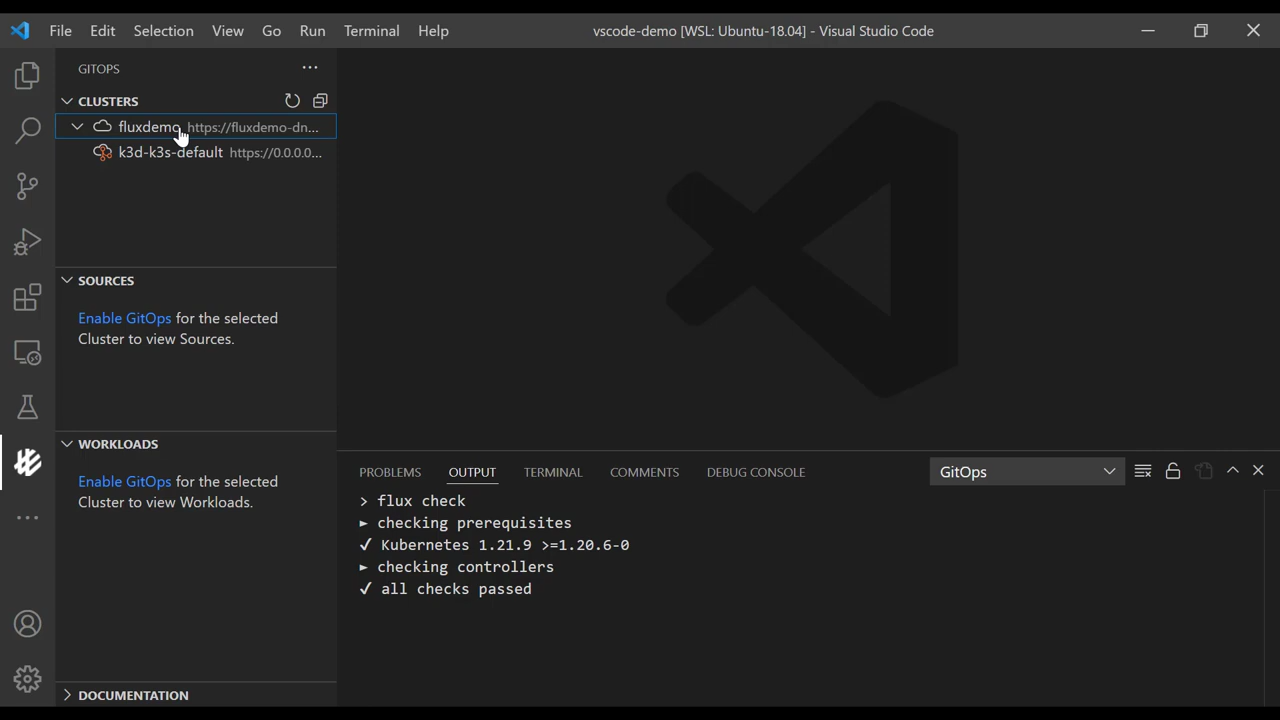 File Edit Selection View Go Run Terminal Help
vscode-demo [WSL: Ubuntu-18.04] - Visual Studio Code
GITOPS
CLUSTERS
fluxdemo https://fluxdemo-dn...
k3d-k3s-default https://0.0.0.0...
SOURCES
Enable GitOps for the selected
Cluster to view Sources.
WORKLOADS
Enable GitOps for the selected
Cluster to view Workloads.
DOCUMENTATION
PROBLEMS OUTPUT TERMINAL COMMENTS DEBUG CONSOLE
GitOps
> flux check
► checking prerequisites
✓ Kubernetes 1.21.9 >=1.20.6-0
► checking controllers
✓ all checks passed